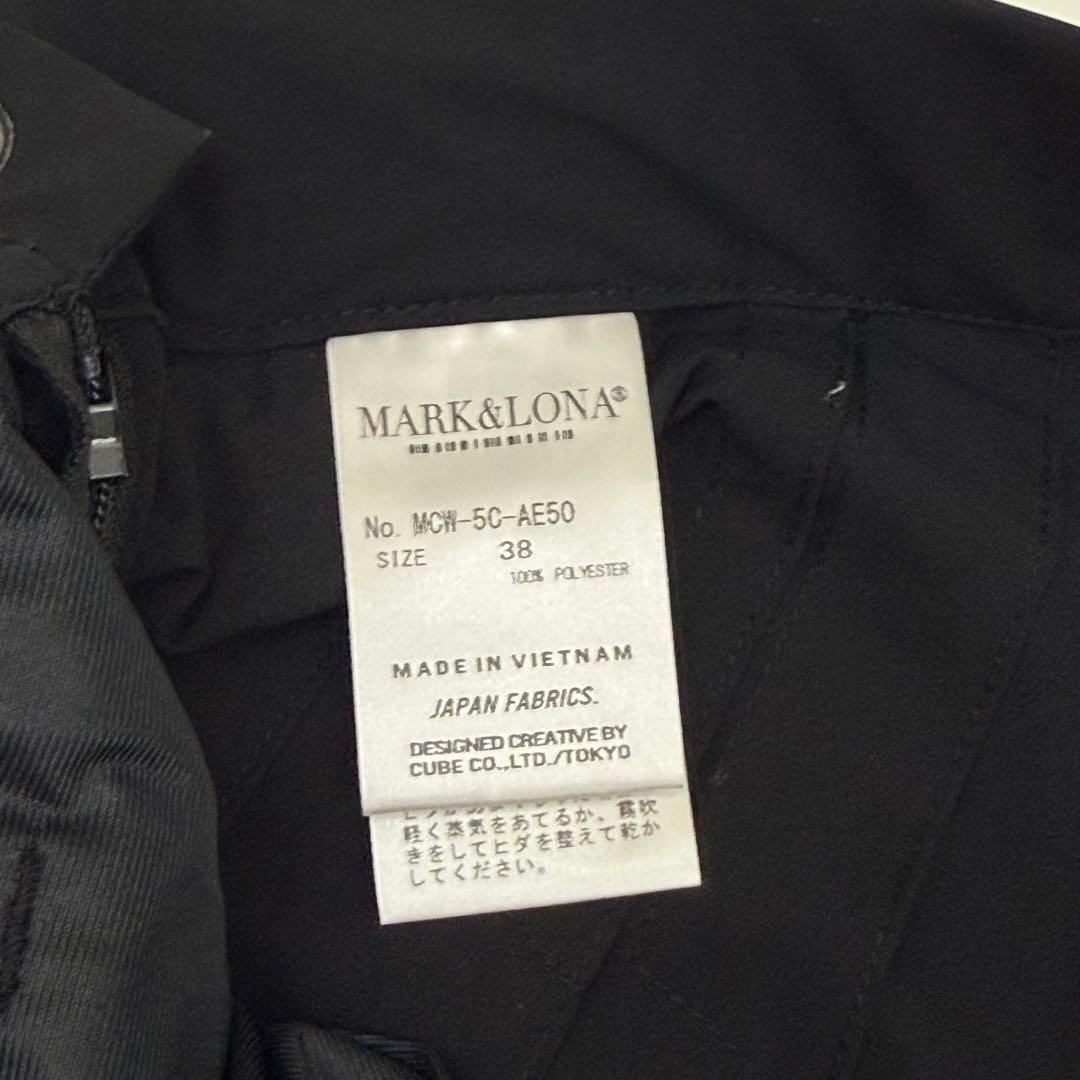 MARK&LONA®
No. MCW-5C-AE50
SIZE 38
100% POLYESTER
MADE IN VIETNAM
JAPAN FABRICS.
DESIGNED CREATIVE BY
CUBE CO.,LTD./TOKYO
軽く蒸気をあてるか、霧吹
きをしてヒダを整えて乾か
してください。